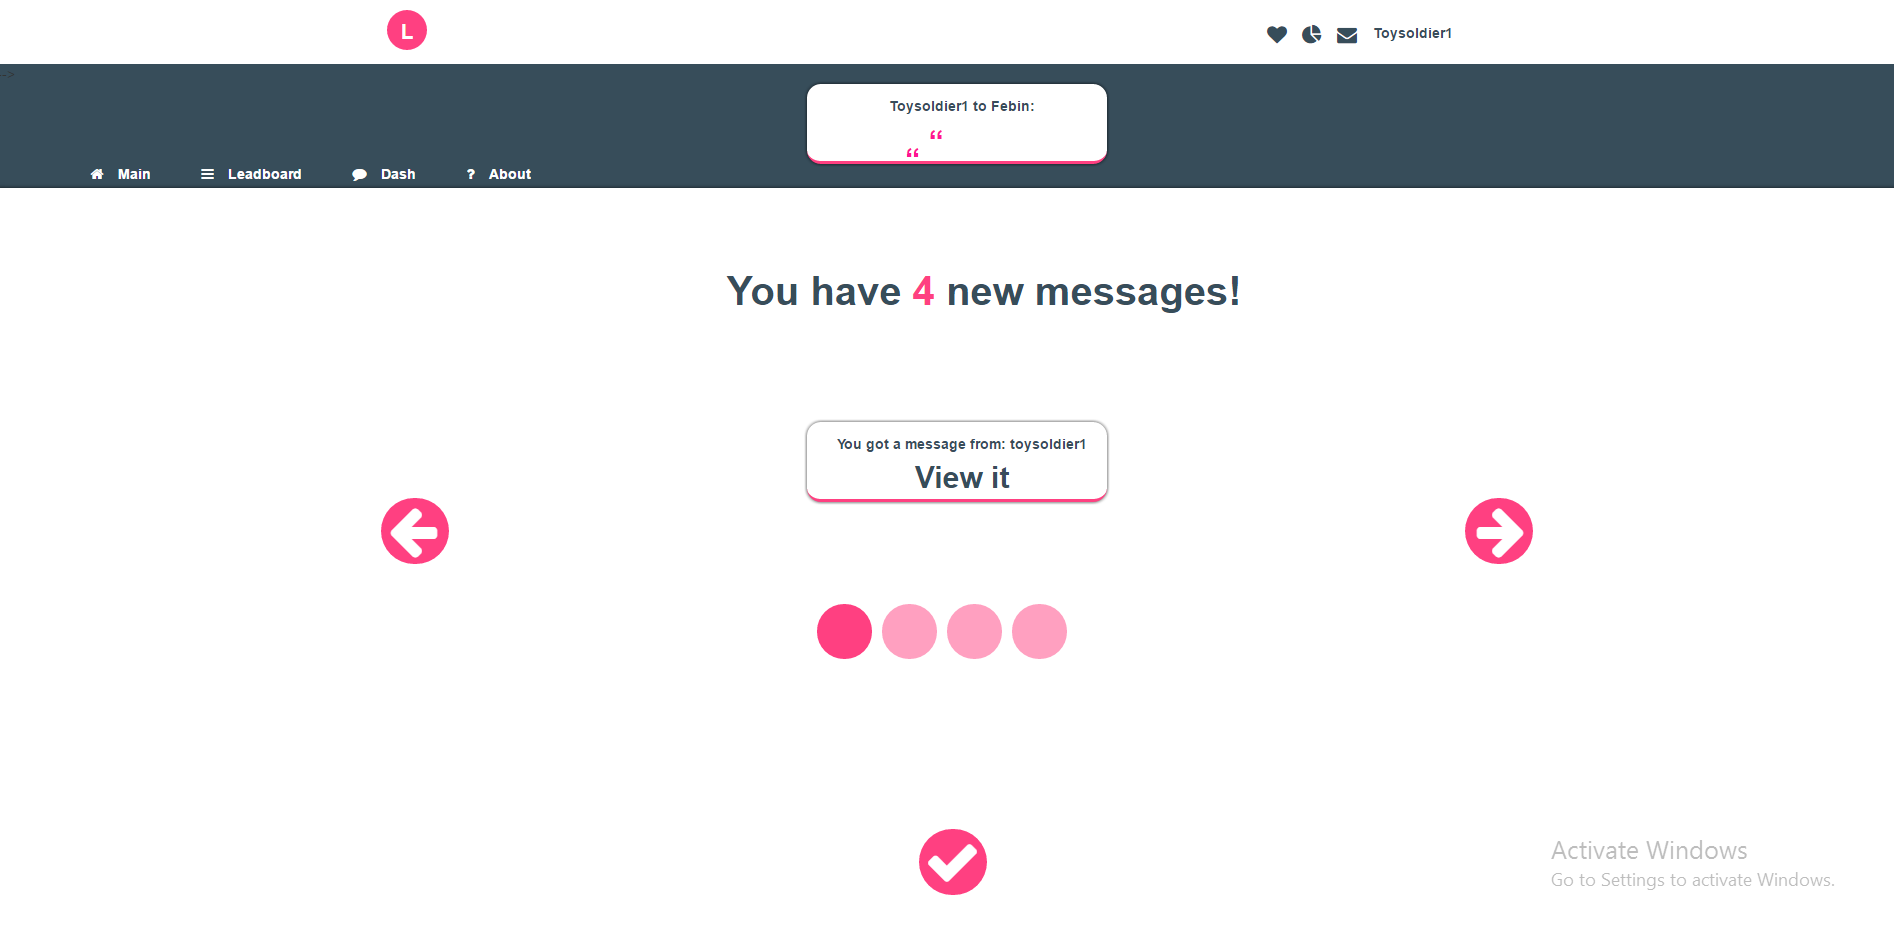 L
Toysoldier1
-->
Toysoldier1 to Febin:
“
“
Main
Leadboard
Dash
? About
You have 4 new messages!
You got a message from: toysoldier1
View it
Activate Windows
Go to Settings to activate Windows.